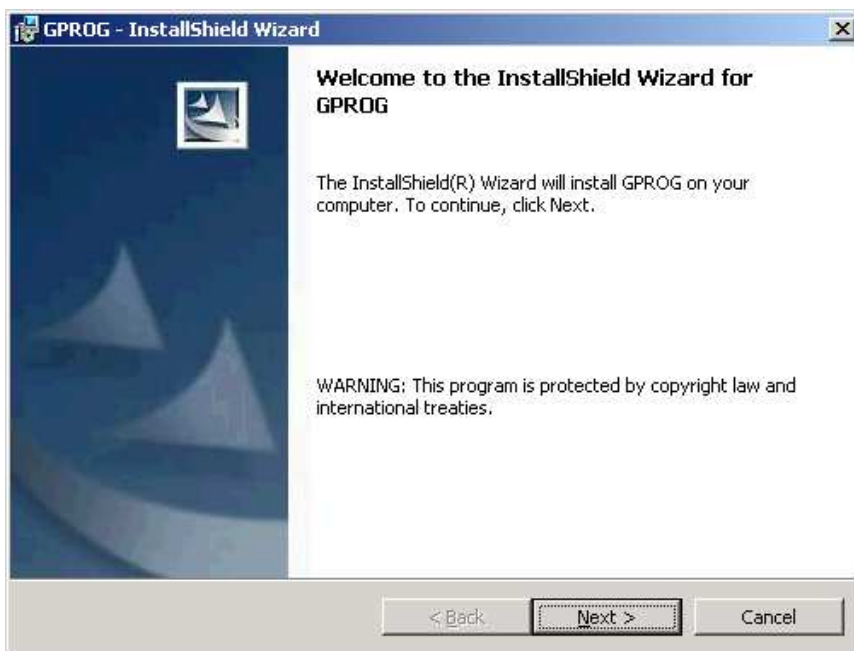 GPROG - InstallShield Wizard
Welcome to the InstallShield Wizard for
GPROG
The InstallShield(R) Wizard will install GPROG on your
computer. To continue, click Next.
WARNING: This program is protected by copyright law and
international treaties.
< Back
Next >
Cancel